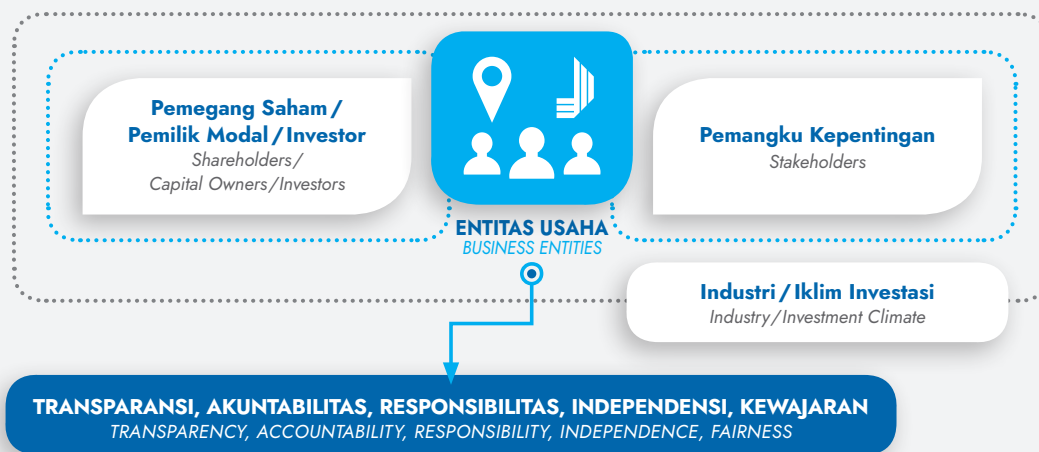 Pemegang Saham /
Pemilik Modal / Investor
Shareholders/
Capital Owners/Investors
Pemangku Kepentingan
Stakeholders
ENTITAS USAHA
BUSINESS ENTITIES
Industri / Iklim Investasi
Industry/Investment Climate
TRANSPARANSI, AKUNTABILITAS, RESPONSIBILITAS, INDEPENDENSI, KEWAJARAN
TRANSPARENCY, ACCOUNTABILITY, RESPONSIBILITY, INDEPENDENCE, FAIRNESS